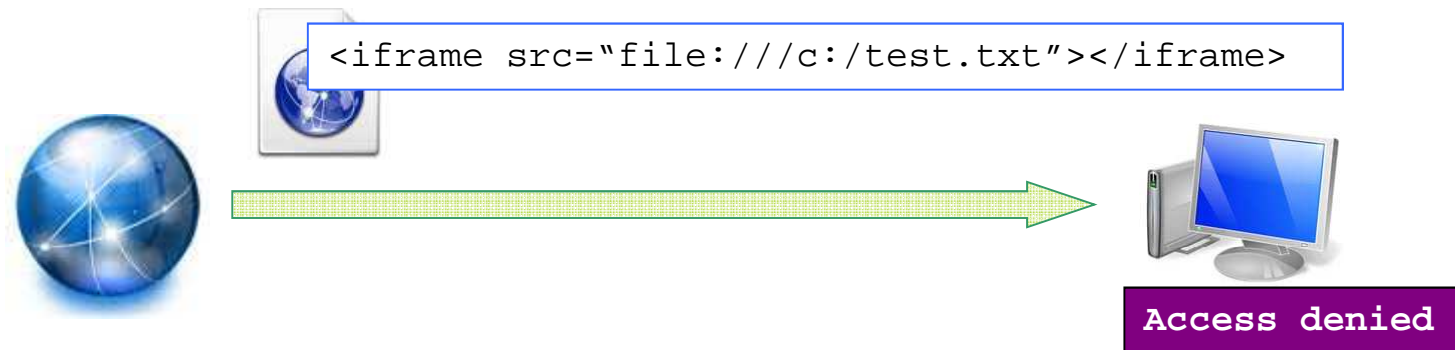 <iframe src=“file:///c:/test.txt”></iframe>
Access denied